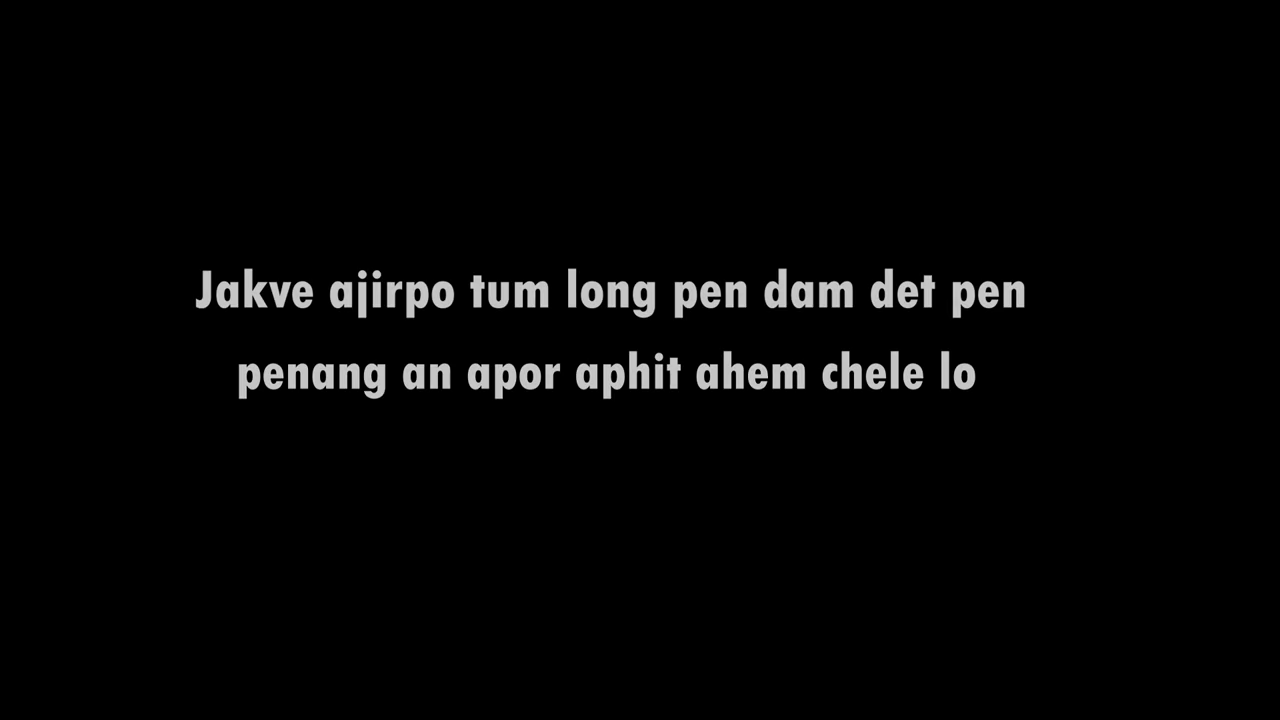 Jakve ajirpo tum long pen dam det pen
penang an apor aphit ahem chele lo